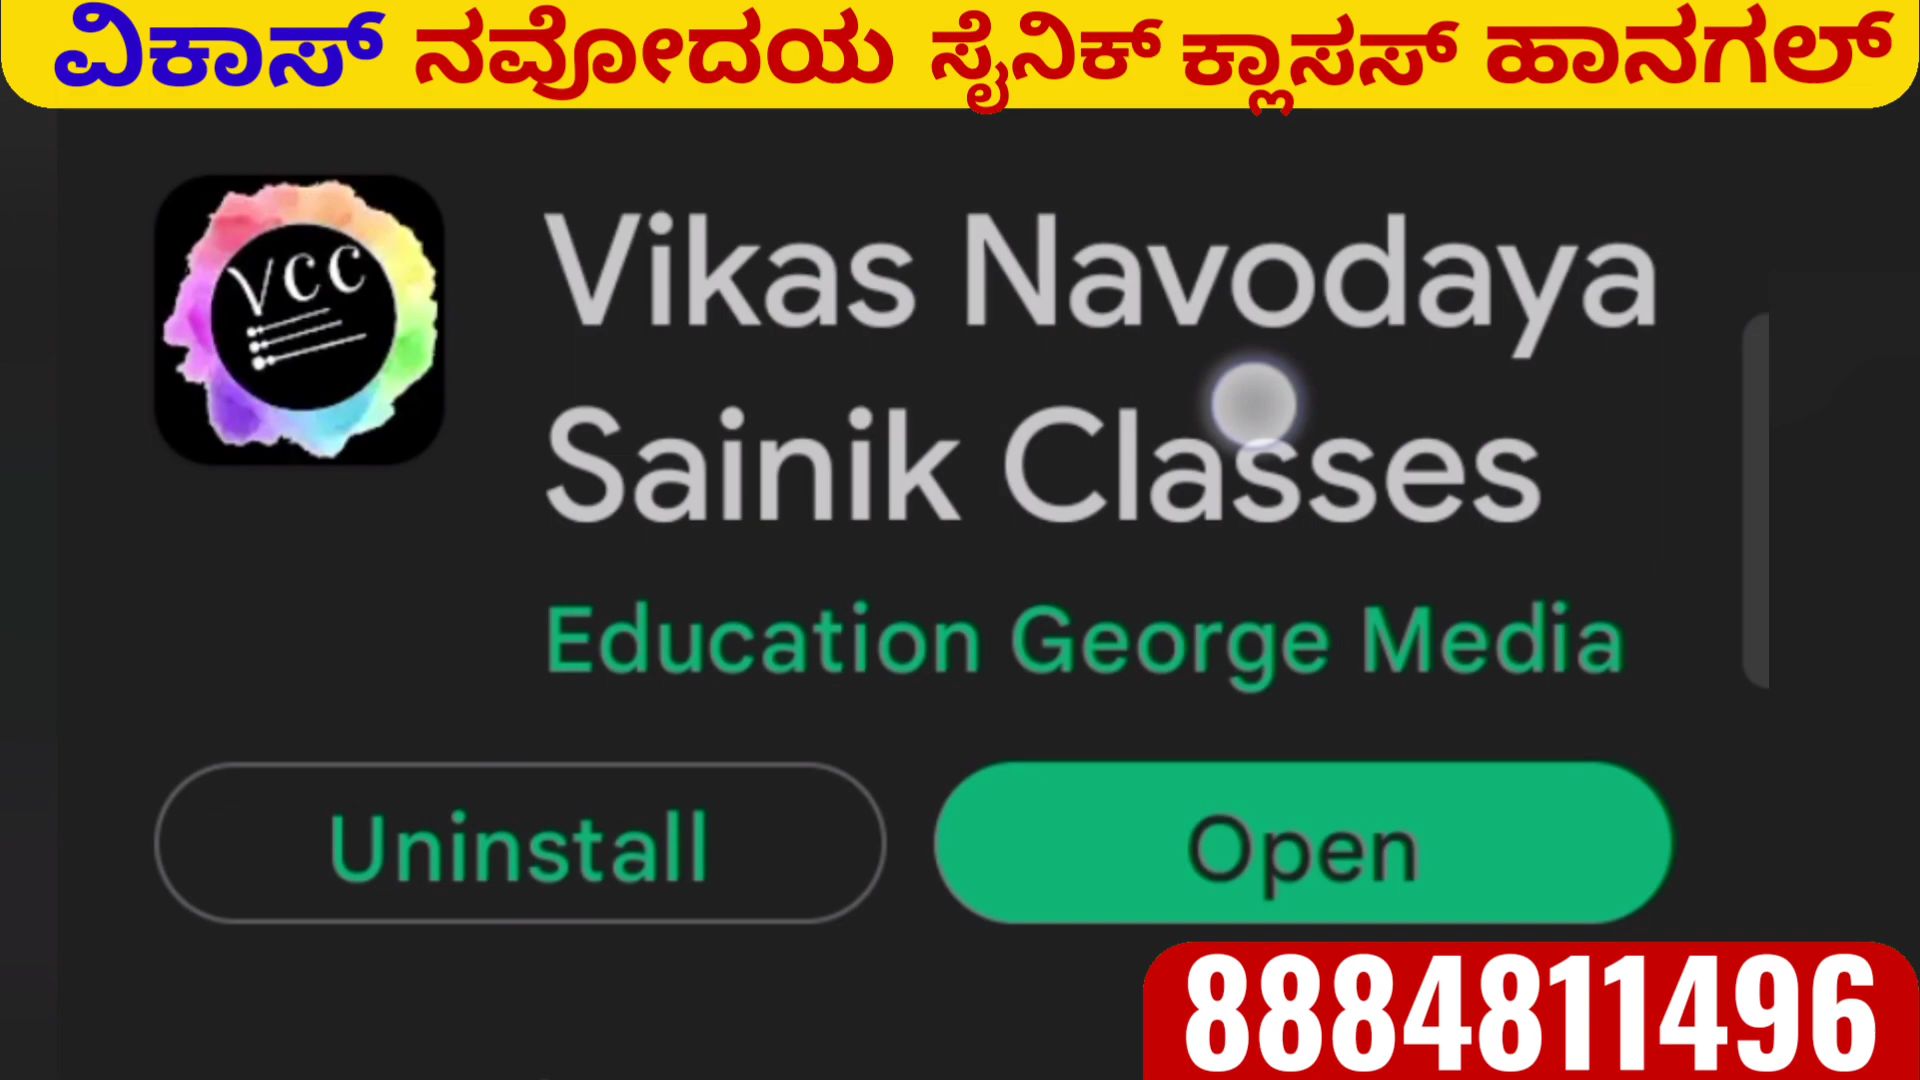 ವಿಕಾಸ್ ನವೋದಯ ಸೈನಿಕ್ ಕ್ಲಾಸಸ್ ಹಾನಗಲ್
VCC
Vikas Navodaya
Sainik Classes
Education George Media
Uninstall
Open
8884811496